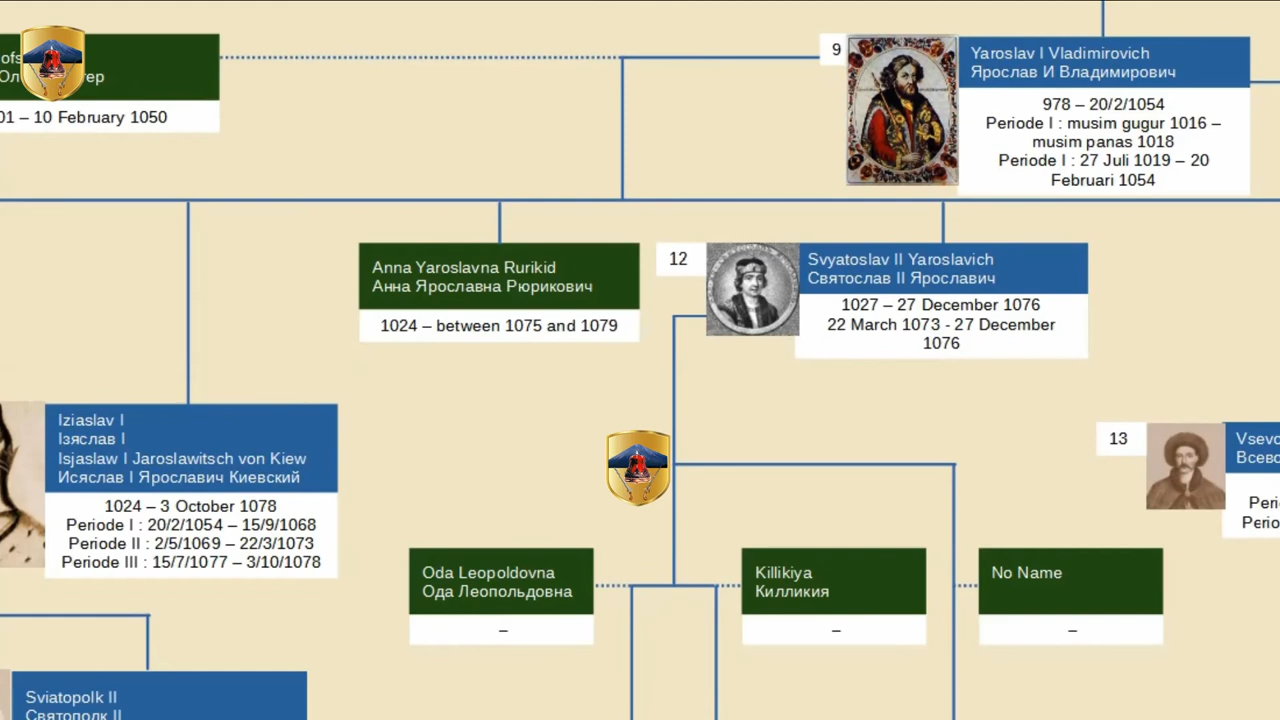 01 – 10 February 1050
9
Yaroslav I Vladimirovich
Ярослав И Владимирович
978 – 20/2/1054
Periode I : musim gugur 1016 –
musim panas 1018
Periode I : 27 Juli 1019 – 20
Februari 1054
Anna Yaroslavna Rurikid
Анна Ярославна Рюрикович
1024 – between 1075 and 1079
12
Svyatoslav II Yaroslavich
Святослав II Ярославич
1027 – 27 December 1076
22 March 1073 - 27 December
1076
Iziaslav I
Ізяслав I
Isjaslaw I Jaroslawitsch von Kiew
Исяслав I Ярославич Киевский
1024 – 3 October 1078
Periode I : 20/2/1054 – 15/9/1068
Periode II : 2/5/1069 – 22/3/1073
Periode III : 15/7/1077 – 3/10/1078
13
Oda Leopoldovna
Ода Леопольдовна
–
Killikiya
Килликия
–
No Name
–
Sviatopolk II
Святополк II